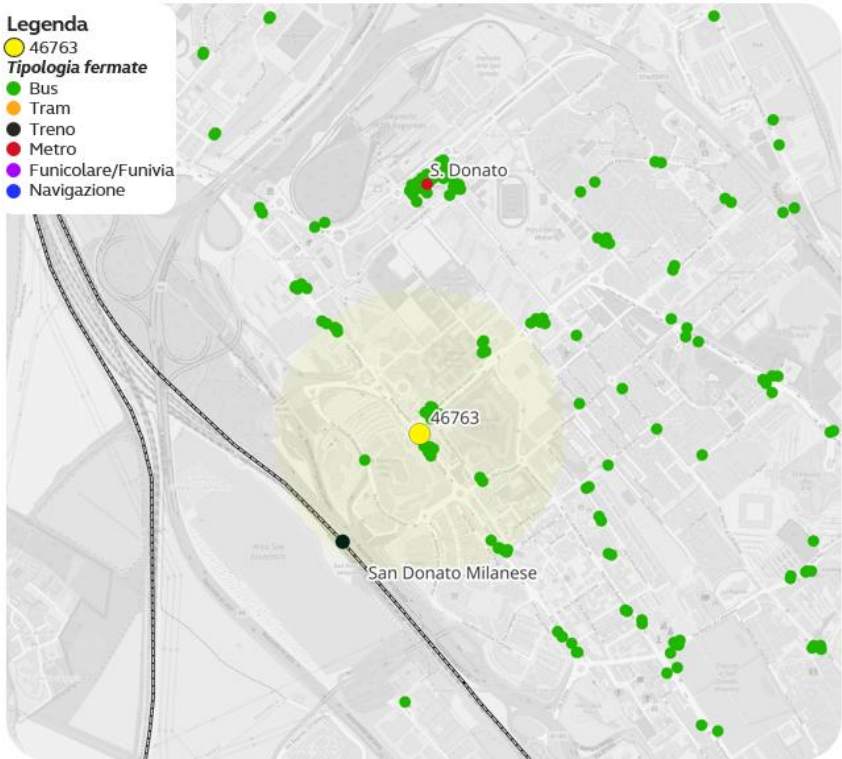 Legenda
46763
Tipologia fermate
Bus
Tram
Treno
Metro
Funicolare/Funivia
Navigazione
S. Donato
46763
San Donato Milanese